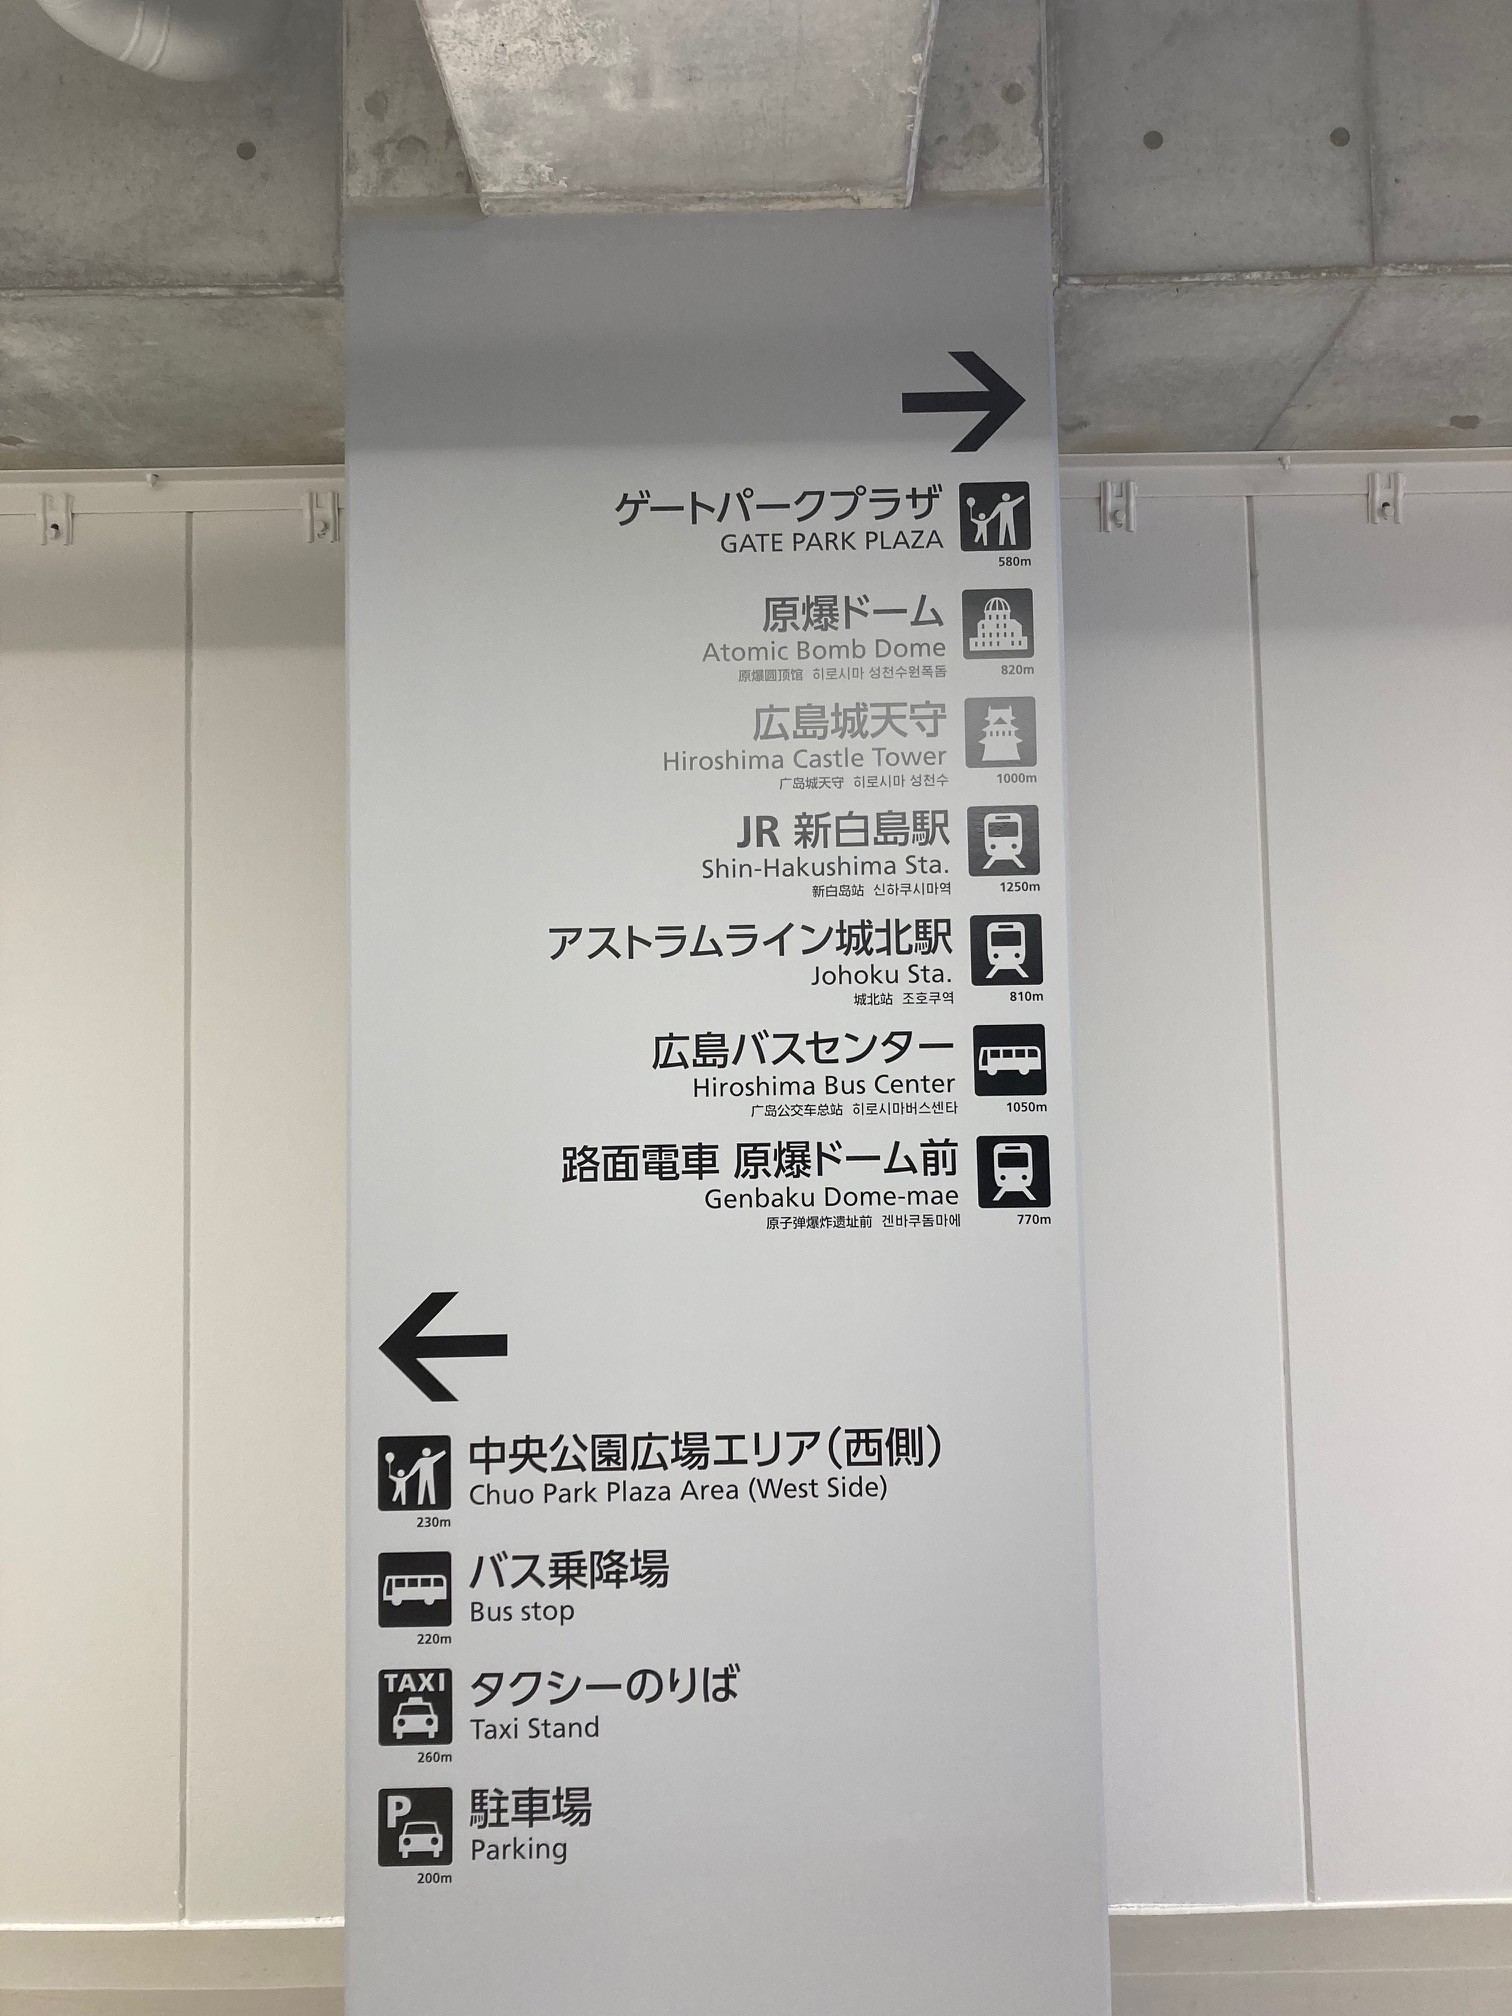 ゲートパークプラザ
GATE PARK PLAZA
580m
原爆ドーム
Atomic Bomb Dome
原爆圆顶馆 히로시마 성천수원폭돔
820m
広島城天守
Hiroshima Castle Tower
广岛城天守 히로시마 성천수
1000m
JR 新白島駅
Shin-Hakushima Sta.
新白岛站 신하쿠시마역
1250m
アストラムライン城北駅
Johoku Sta.
城北站 조호쿠역
810m
広島バスセンター
Hiroshima Bus Center
广岛公交车总站 히로시마버스센타
1050m
路面電車 原爆ドーム前
Genbaku Dome-mae
原子弹爆炸遗址前 겐바쿠돔마에
770m
中央公園広場エリア(西側)
Chuo Park Plaza Area (West Side)
230m
バス乗降場
Bus stop
220m
TAXI
タクシーのりば
Taxi Stand
260m
P
駐車場
Parking
200m